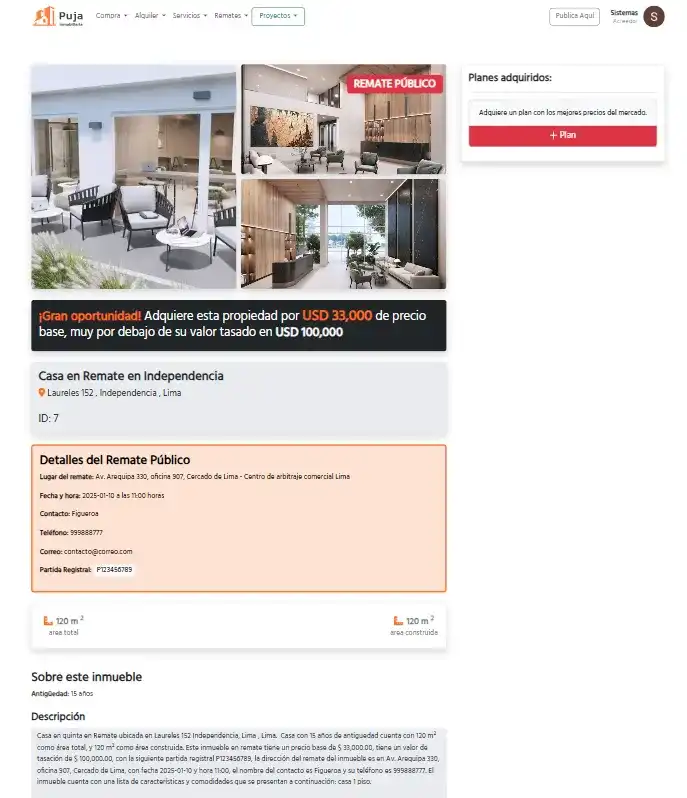 Puja
Inmobiliaria
Compra
Alquiler
Servicios
Remates
Proyectos
Publica Aquí
Sistemas
Acreedor
S
REMATE PÚBLICO
Planes adquiridos:
Adquiere un plan con los mejores precios del mercado.
+ Plan
¡Gran oportunidad! Adquiere esta propiedad por USD 33,000 de precio
base, muy por debajo de su valor tasado en USD 100,000
Casa en Remate en Independencia
Laureles 152 , Independencia , Lima
ID: 7
Detalles del Remate Público
Lugar del remate: Av. Arequipa 330, oficina 907, Cercado de Lima - Centro de arbitraje comercial Lima
Fecha y hora: 2025-01-10 a las 11:00 horas
Contacto: Figueroa
Teléfono: 999888777
Correo: contacto@correo.com
Partida Registral: P123456789
120 m 2
area total
120 m 2
area construida
Sobre este inmueble
Antigüedad: 15 años
Descripción
Casa en quinta en Remate ubicada en Laureles 152 Independencia, Lima , Lima. Casa con 15 años de antiguedad cuenta con 120 m²
como área total, y 120 m² como área construida. Este inmueble en remate tiene un precio base de $ 33,000.00, tiene un valor de
tasación de $ 100,000.00, con la siguiente partida registral P123456789, la dirección del remate del inmueble es en Av. Arequipa 330,
oficina 907, Cercado de Lima, con fecha 2025-01-10 y hora 11:00, el nombre del contacto es Figueroa y su teléfono es 999888777. El
inmueble cuenta con una lista de características y comodidades que se presentan a continuación: casa 1 piso.